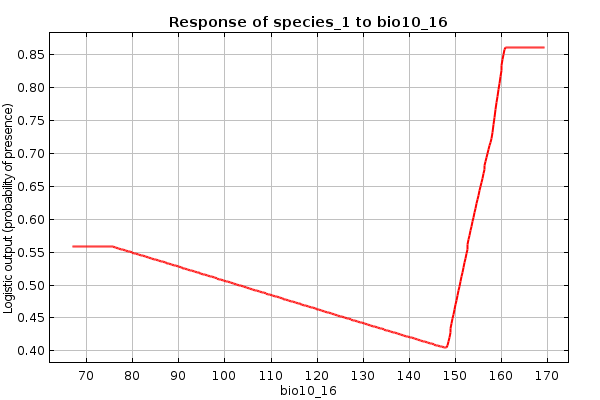 Response of species_1 to bio10_16
Logistic output (probability of presence)
0.85
0.80
0.75
0.70
0.65
0.60
0.55
0.50
0.45
0.40
70 80 90 100 110 120 130 140 150 160 170
bio10_16